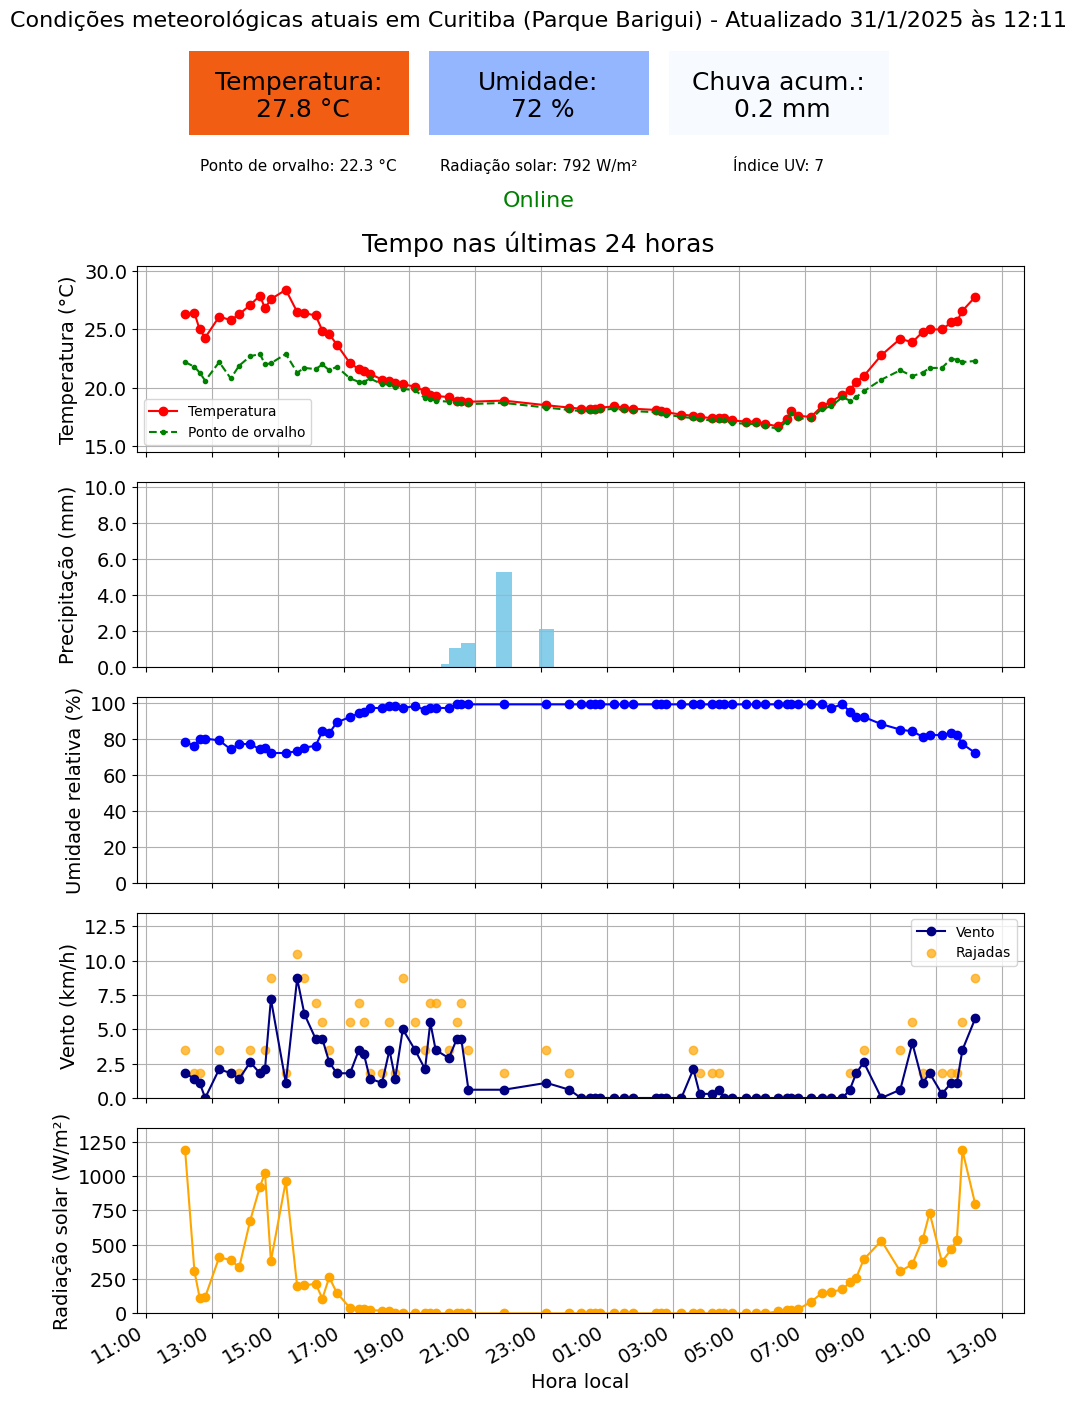 Condições meteorológicas atuais em Curitiba (Parque Barigui) - Atualizado 31/1/2025 às 12:11
Temperatura:
27.8 °C
Umidade:
72 %
Chuva acum.:
0.2 mm
Ponto de orvalho: 22.3 °C
Radiação solar: 792 W/m²
Índice UV: 7
Online
Tempo nas últimas 24 horas
Temperatura (°C)
30.0
25.0
20.0
15.0
Temperatura
Ponto de orvalho
Precipitação (mm)
10.0
8.0
6.0
4.0
2.0
0.0
Umidade relativa (%)
100
80
60
40
20
0
Vento (km/h)
12.5
10.0
7.5
5.0
2.5
0.0
Vento
Rajadas
Radiação solar (W/m²)
1250
1000
750
500
250
0
11:00
13:00
15:00
17:00
19:00
21:00
23:00
01:00
03:00
05:00
07:00
09:00
11:00
13:00
Hora local